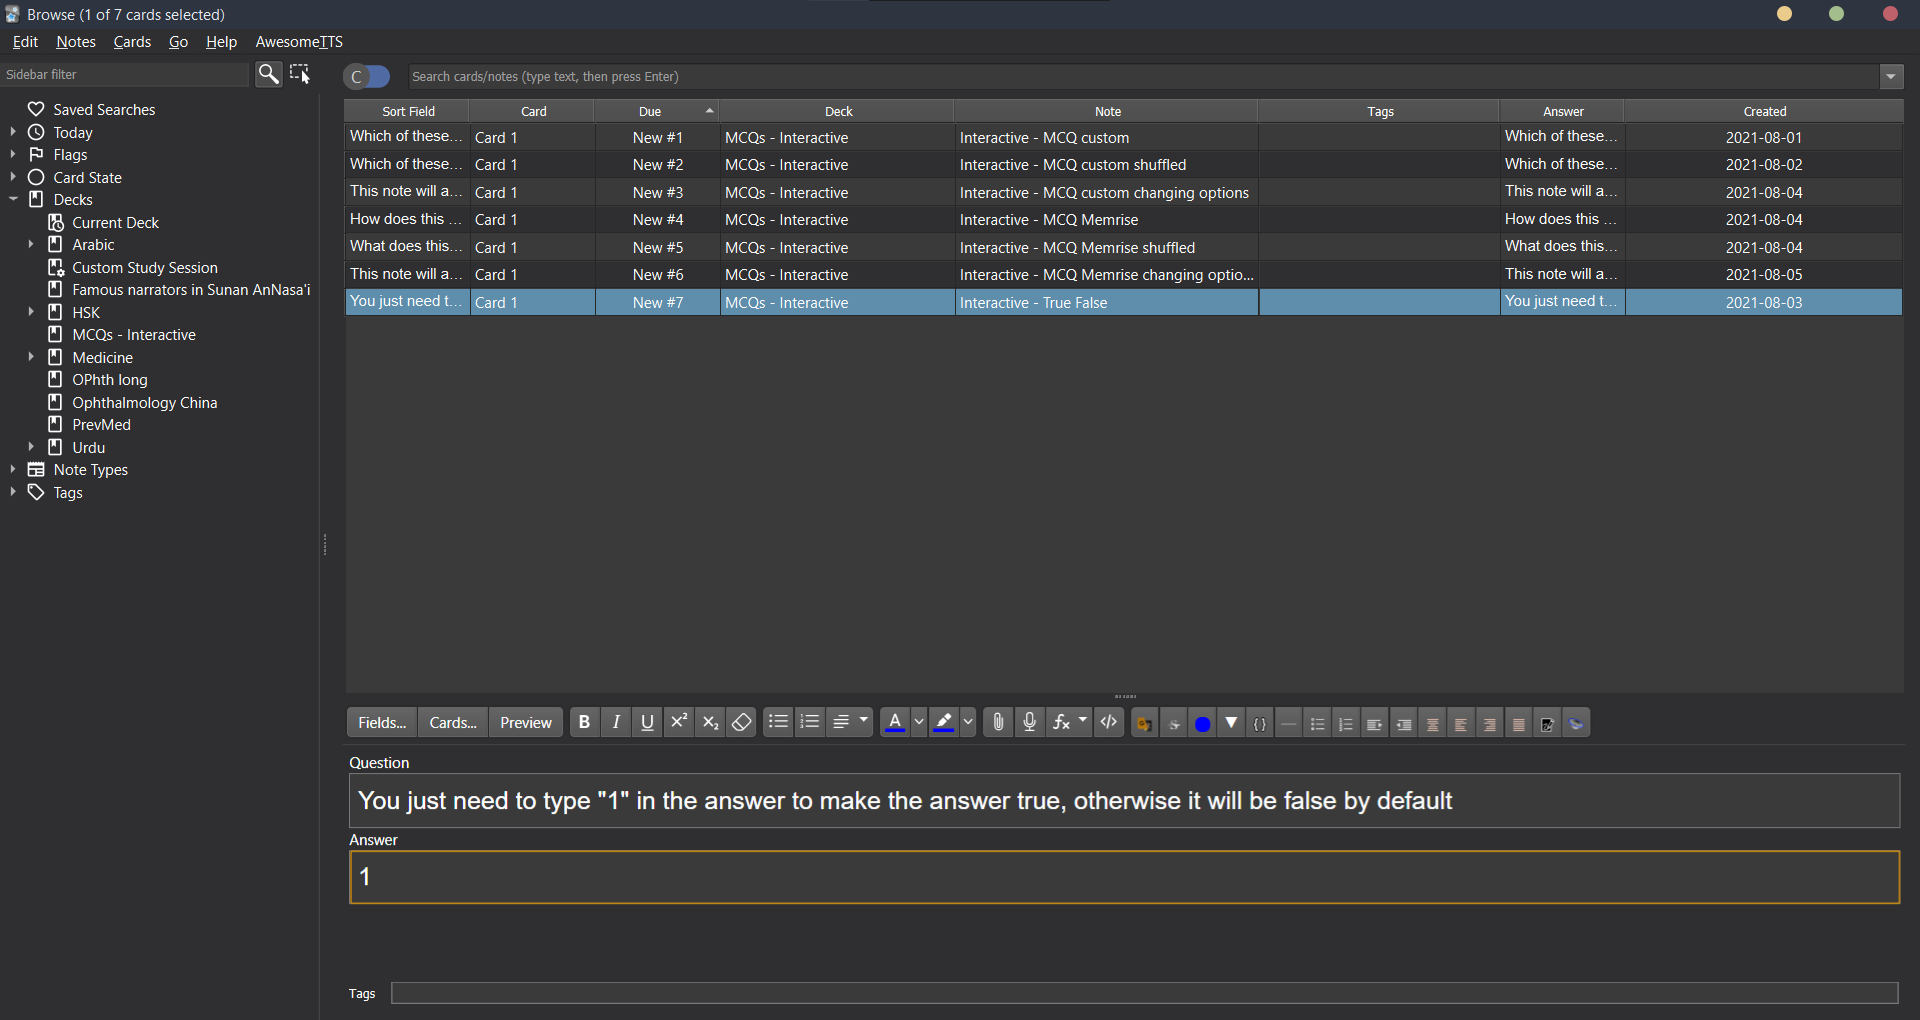 Browse (1 of 7 cards selected)
Edit Notes Cards Go Help AwesomeTTS
Sidebar filter
C
Search cards/notes (type text, then press Enter)
Saved Searches
Today
Flags
Card State
Decks
Current Deck
Arabic
Custom Study Session
Famous narrators in Sunan AnNasa'i
HSK
MCQs - Interactive
Medicine
OPhth long
Ophthalmology China
PrevMed
Urdu
Note Types
Tags
Sort Field Card Due Deck Note Tags Answer Created
Which of these... Card 1 New #1 MCQs - Interactive Interactive - MCQ custom Which of these... 2021-08-01
Which of these... Card 1 New #2 MCQs - Interactive Interactive - MCQ custom shuffled Which of these... 2021-08-02
This note will a... Card 1 New #3 MCQs - Interactive Interactive - MCQ custom changing options This note will a... 2021-08-04
How does this ... Card 1 New #4 MCQs - Interactive Interactive - MCQ Memrise How does this ... 2021-08-04
What does this... Card 1 New #5 MCQs - Interactive Interactive - MCQ Memrise shuffled What does this... 2021-08-04
This note will a... Card 1 New #6 MCQs - Interactive Interactive - MCQ Memrise changing optio... This note will a... 2021-08-05
You just need t... Card 1 New #7 MCQs - Interactive Interactive - True False You just need t... 2021-08-03
Fields... Cards... Preview B I U x² x₂ A fx </> S {}
Question
You just need to type "1" in the answer to make the answer true, otherwise it will be false by default
Answer
1
Tags